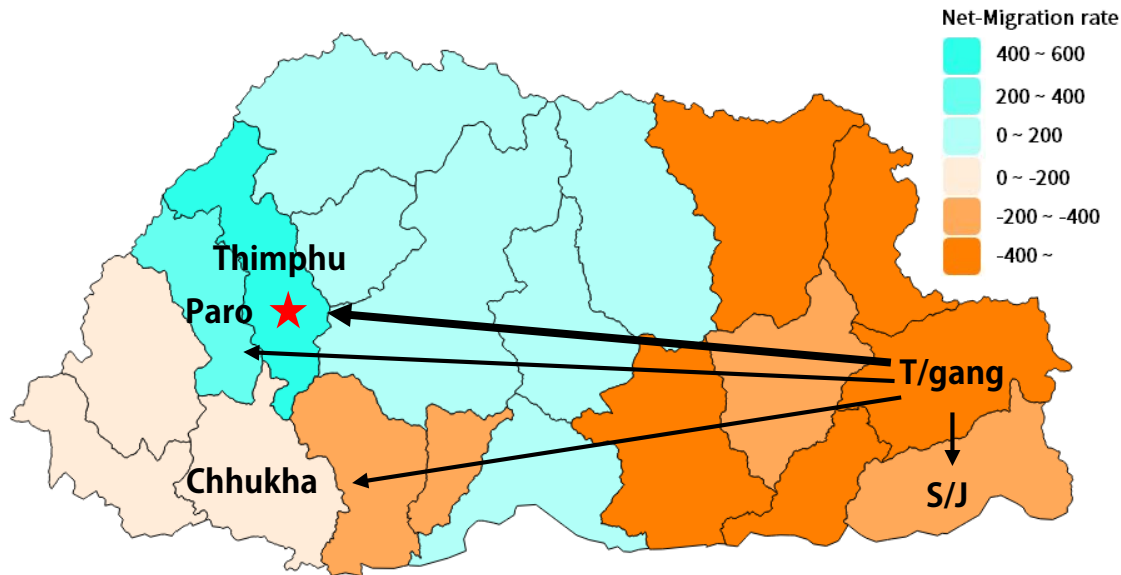 Net-Migration rate
400 ~ 600
200 ~ 400
0 ~ 200
0 ~ -200
-200 ~ -400
-400 ~
Thimphu
Paro
T/gang
Chhukha
S/J